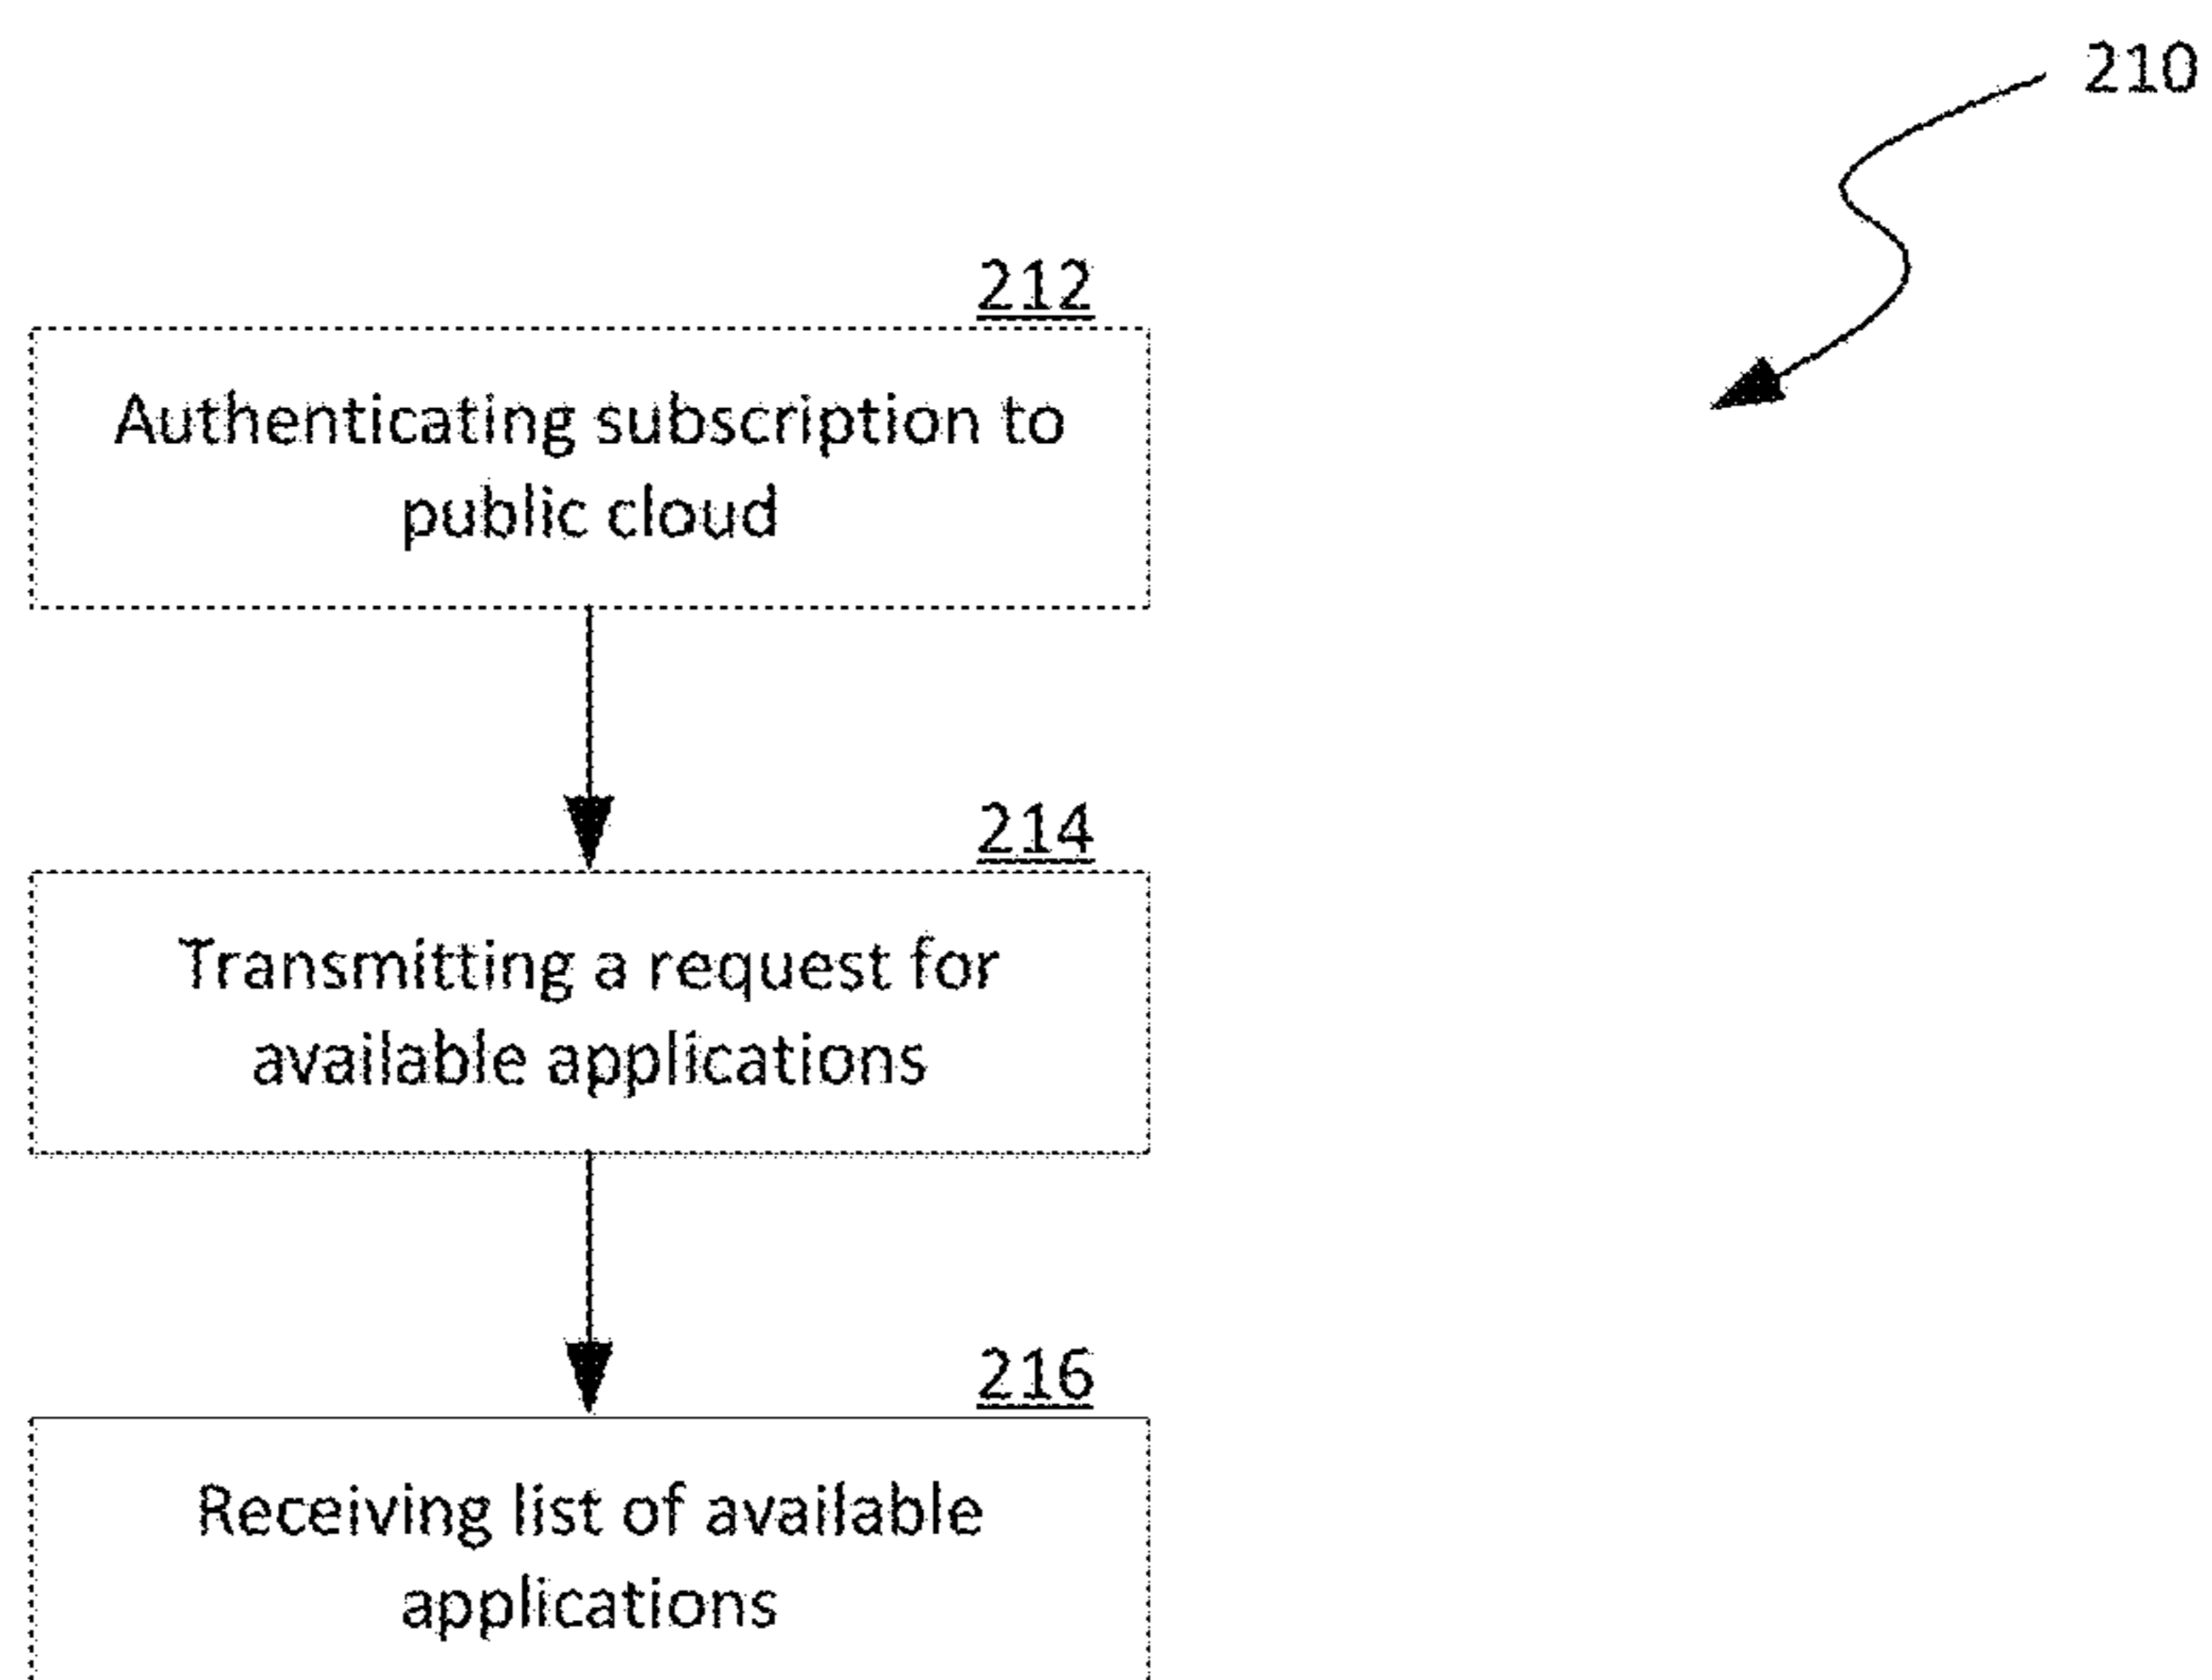 210
212
Authenticating subscription to
public cloud
214
Transmitting a request for
available applications
216
Receiving list of available
applications